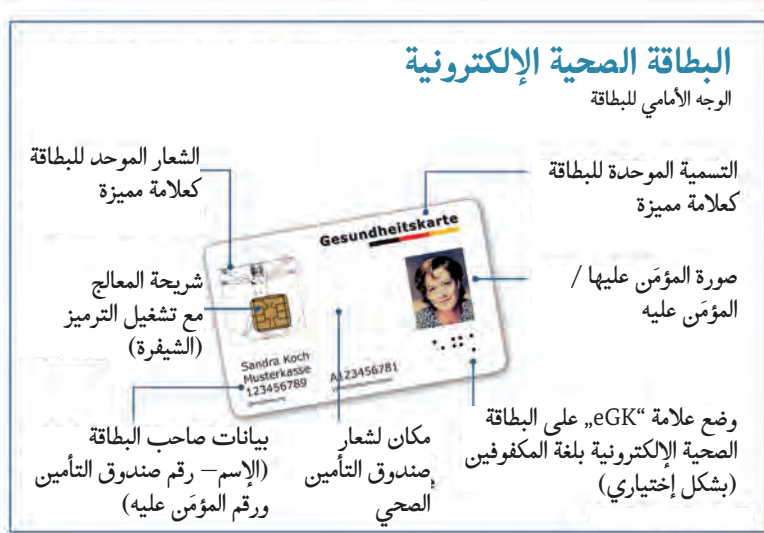 البطاقة الصحية الإلكترونية
الوجه الأمامي للبطاقة
التسمية الموحدة للبطاقة
كعلامة مميزة
الشعار الموحد للبطاقة
كعلامة مميزة
Gesundheitskarte
صورة المؤمَن عليها /
المؤمَن عليه
شريحة المعالج
مع تشغيل الترميز
(الشيفرة)
Sandra Koch
Musterkasse
123456789
A123456781
وضع علامة “eGK„ على البطاقة
الصحية الإلكترونية بلغة المكفوفين
(بشكل إختياري)
مكان لشعار
صندوق التأمين
الصحي
بيانات صاحب البطاقة
(الإسم– رقم صندوق التأمين
ورقم المؤمَن عليه)